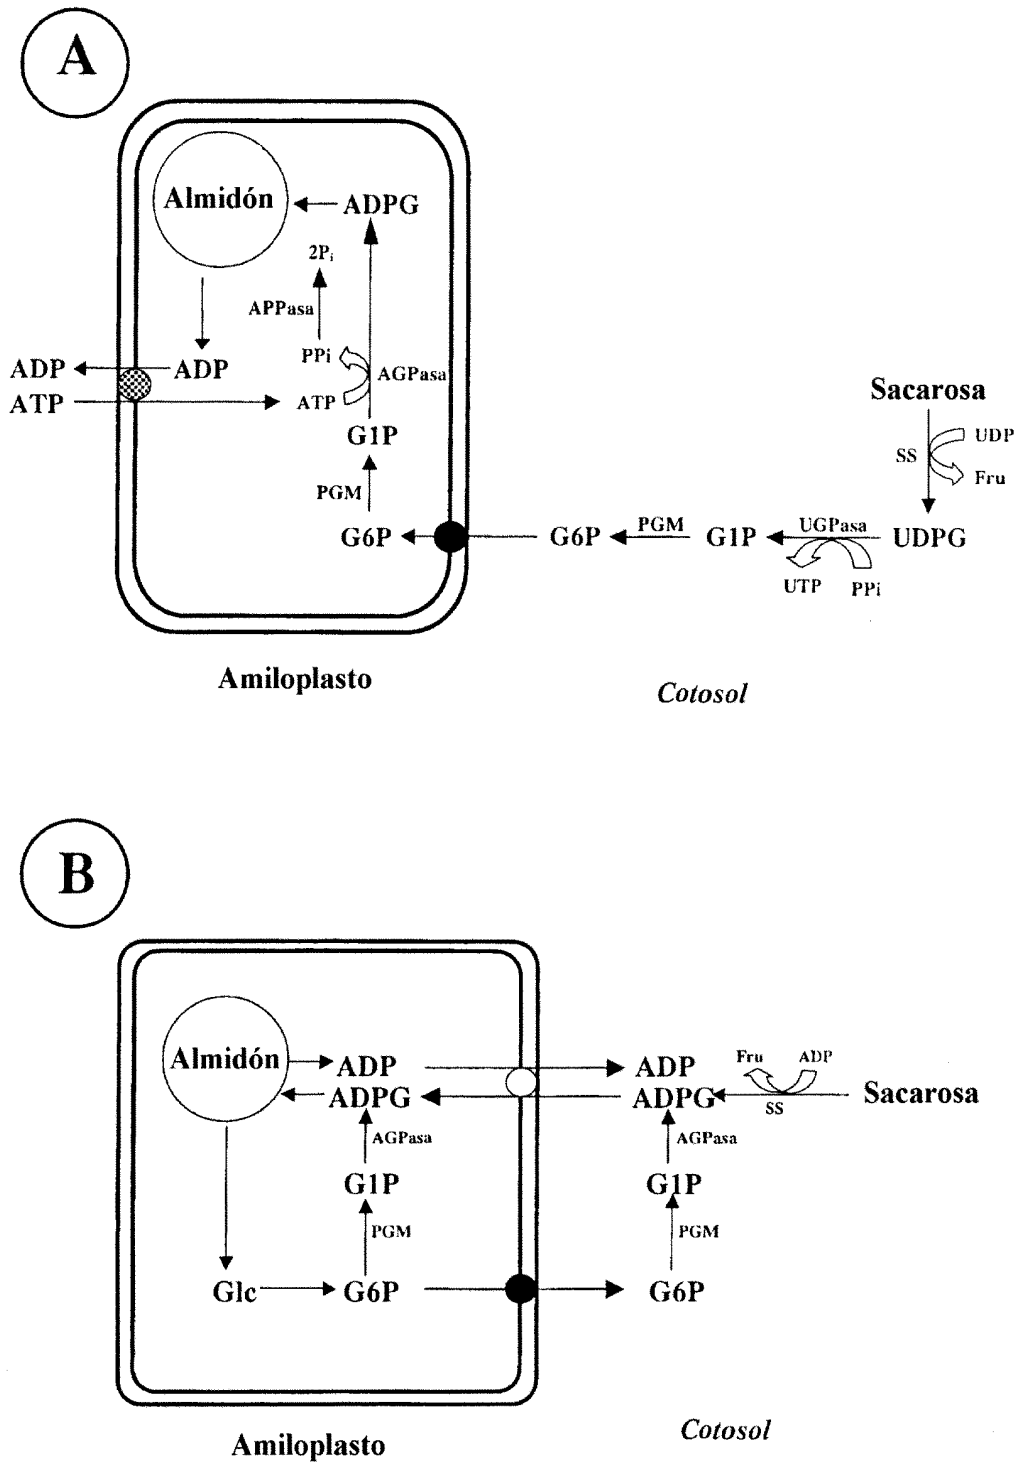 A
Almidón
ADPG
2Pi
APPasa
PPi
AGPasa
ADP
ADP
ATP
ATP
G1P
PGM
G6P
G6P
PGM
G1P
UGPasa
UDPG
UTP
PPi
Sacarosa
SS
UDP
Fru
Amiloplasto
Cotosol
B
Almidón
ADP
ADPG
AGPasa
G1P
PGM
Glc
G6P
ADP
ADPG
AGPasa
G1P
PGM
G6P
Fru
ADP
SS
Sacarosa
Amiloplasto
Cotosol